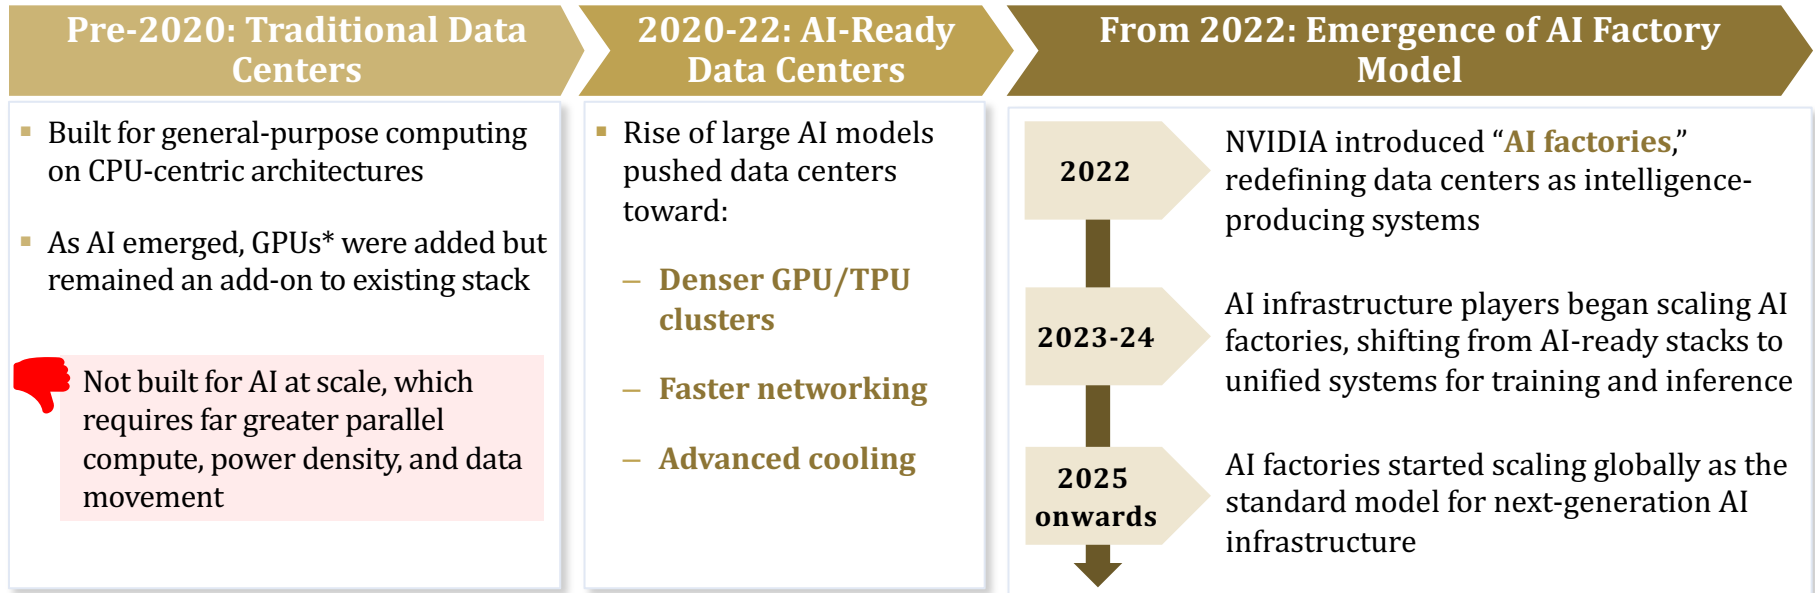 Pre-2020: Traditional Data
Centers
2020-22: AI-Ready
Data Centers
From 2022: Emergence of AI Factory
Model
▪ Built for general-purpose computing
on CPU-centric architectures
▪ As AI emerged, GPUs* were added but
remained an add-on to existing stack
Not built for AI at scale, which
requires far greater parallel
compute, power density, and data
movement
▪ Rise of large AI models
pushed data centers
toward:
– Denser GPU/TPU
clusters
– Faster networking
– Advanced cooling
2022
NVIDIA introduced “AI factories,”
redefining data centers as intelligence-
producing systems
2023-24
AI infrastructure players began scaling AI
factories, shifting from AI-ready stacks to
unified systems for training and inference
2025
onwards
AI factories started scaling globally as the
standard model for next-generation AI
infrastructure